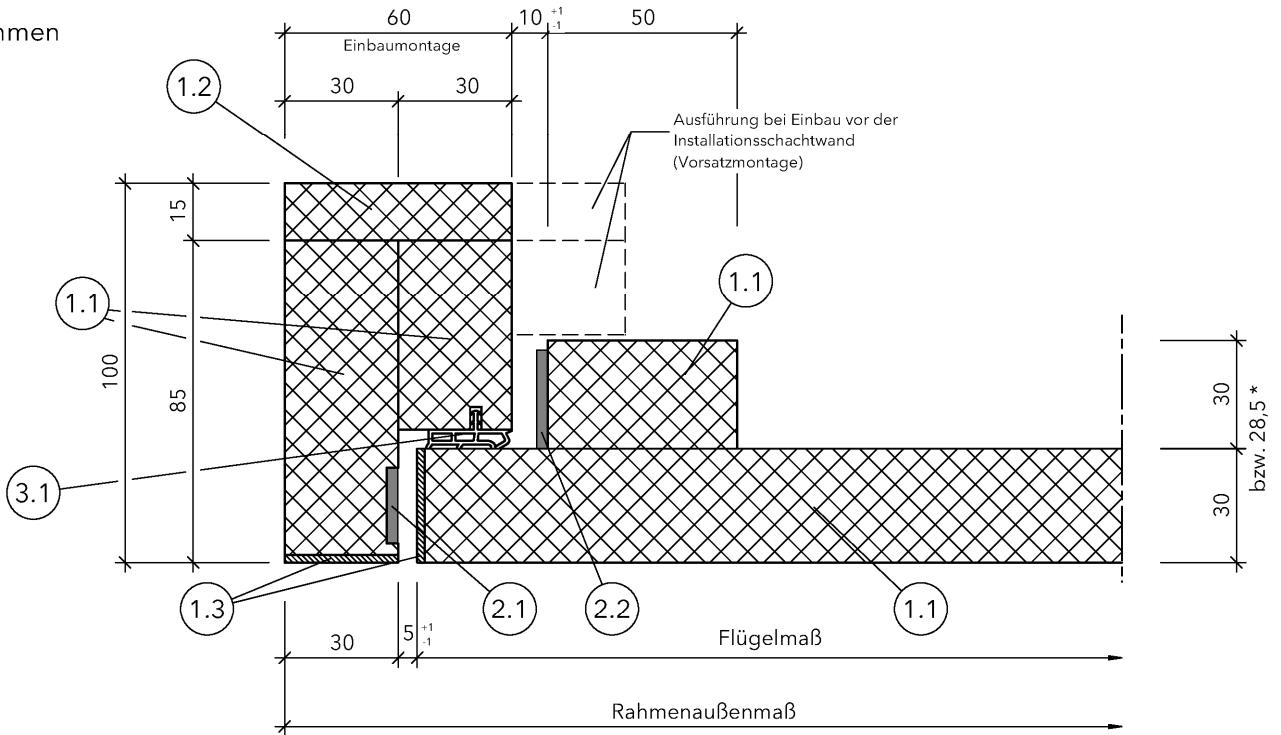 nmen
60
10 +1 -1
50
Einbaumontage
30
30
1.2
Ausführung bei Einbau vor der
Installationsschachtwand
(Vorsatzmontage)
15
1.1
1.1
100
85
30
bzw. 28,5 *
30
3.1
1.3
2.1
2.2
1.1
30
5 +1 -1
Flügelmaß
Rahmenaußenmaß